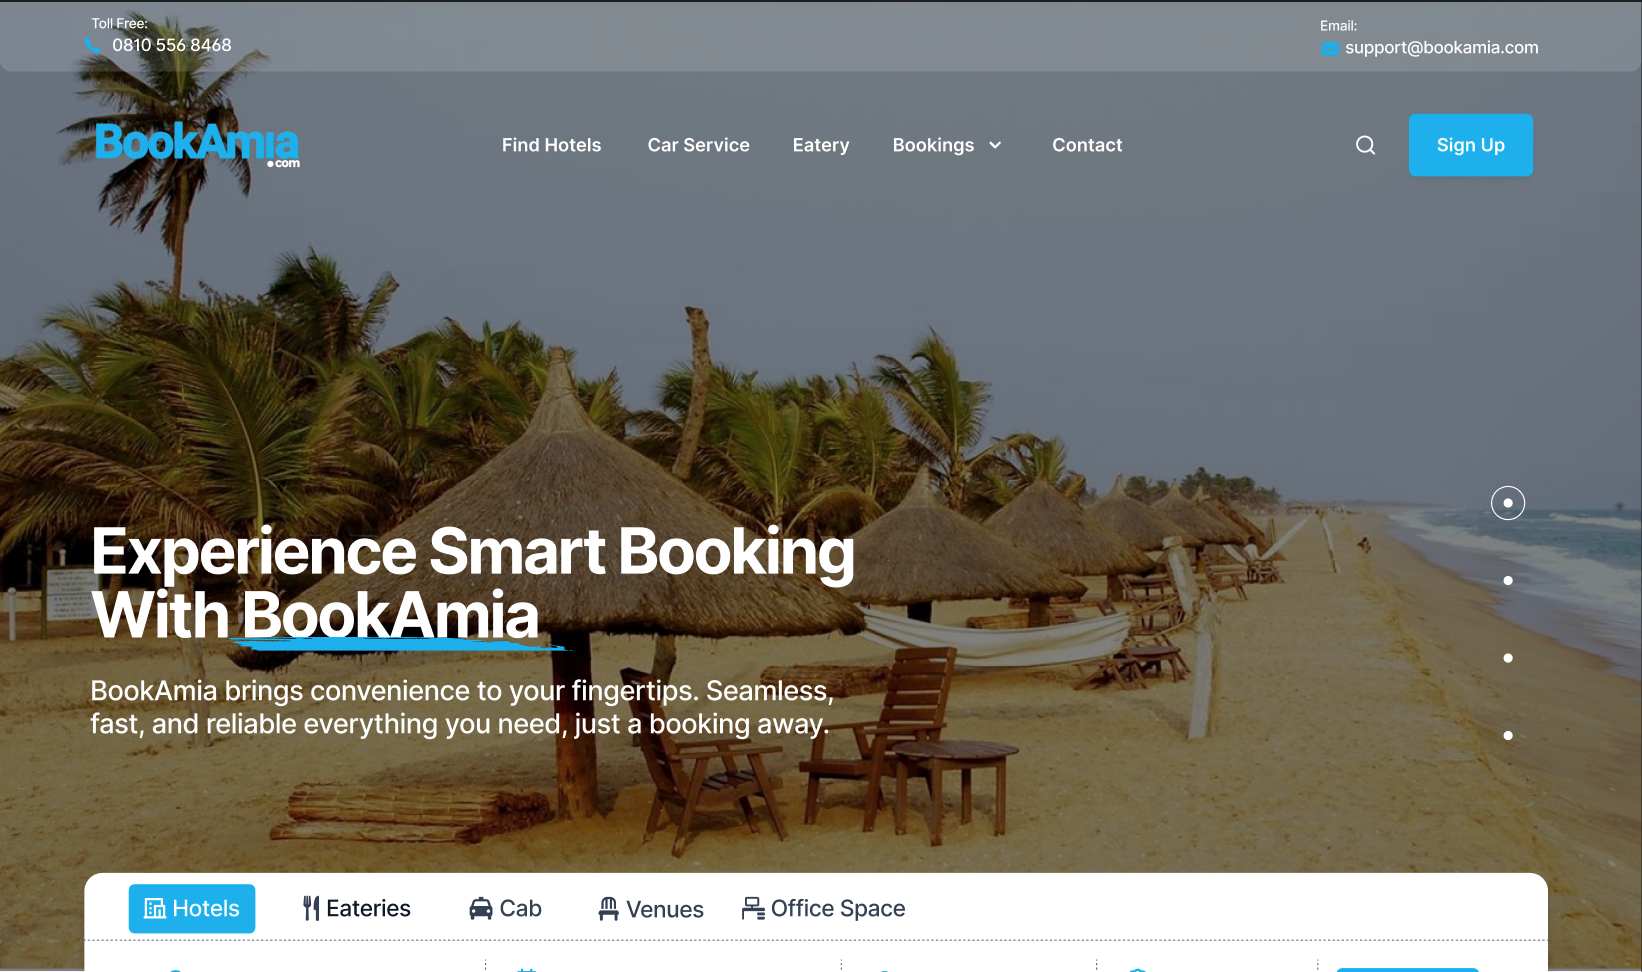 Toll Free:
0810 556 8468
Email:
support@bookamia.com
BookAmia
.com
Find Hotels
Car Service
Eatery
Bookings
Contact
Sign Up
Experience Smart Booking
With BookAmia
BookAmia brings convenience to your fingertips. Seamless,
fast, and reliable everything you need, just a booking away.
Hotels
Eateries
Cab
Venues
Office Space